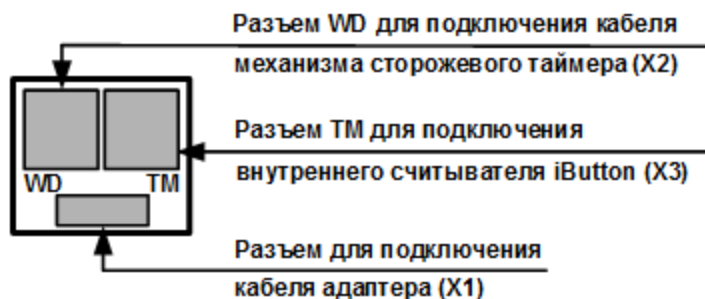 Разъем WD для подключения кабеля
механизма сторожевого таймера (X2)
Разъем TM для подключения
внутреннего считывателя iButton (X3)
WD TM
Разъем для подключения
кабеля адаптера (X1)